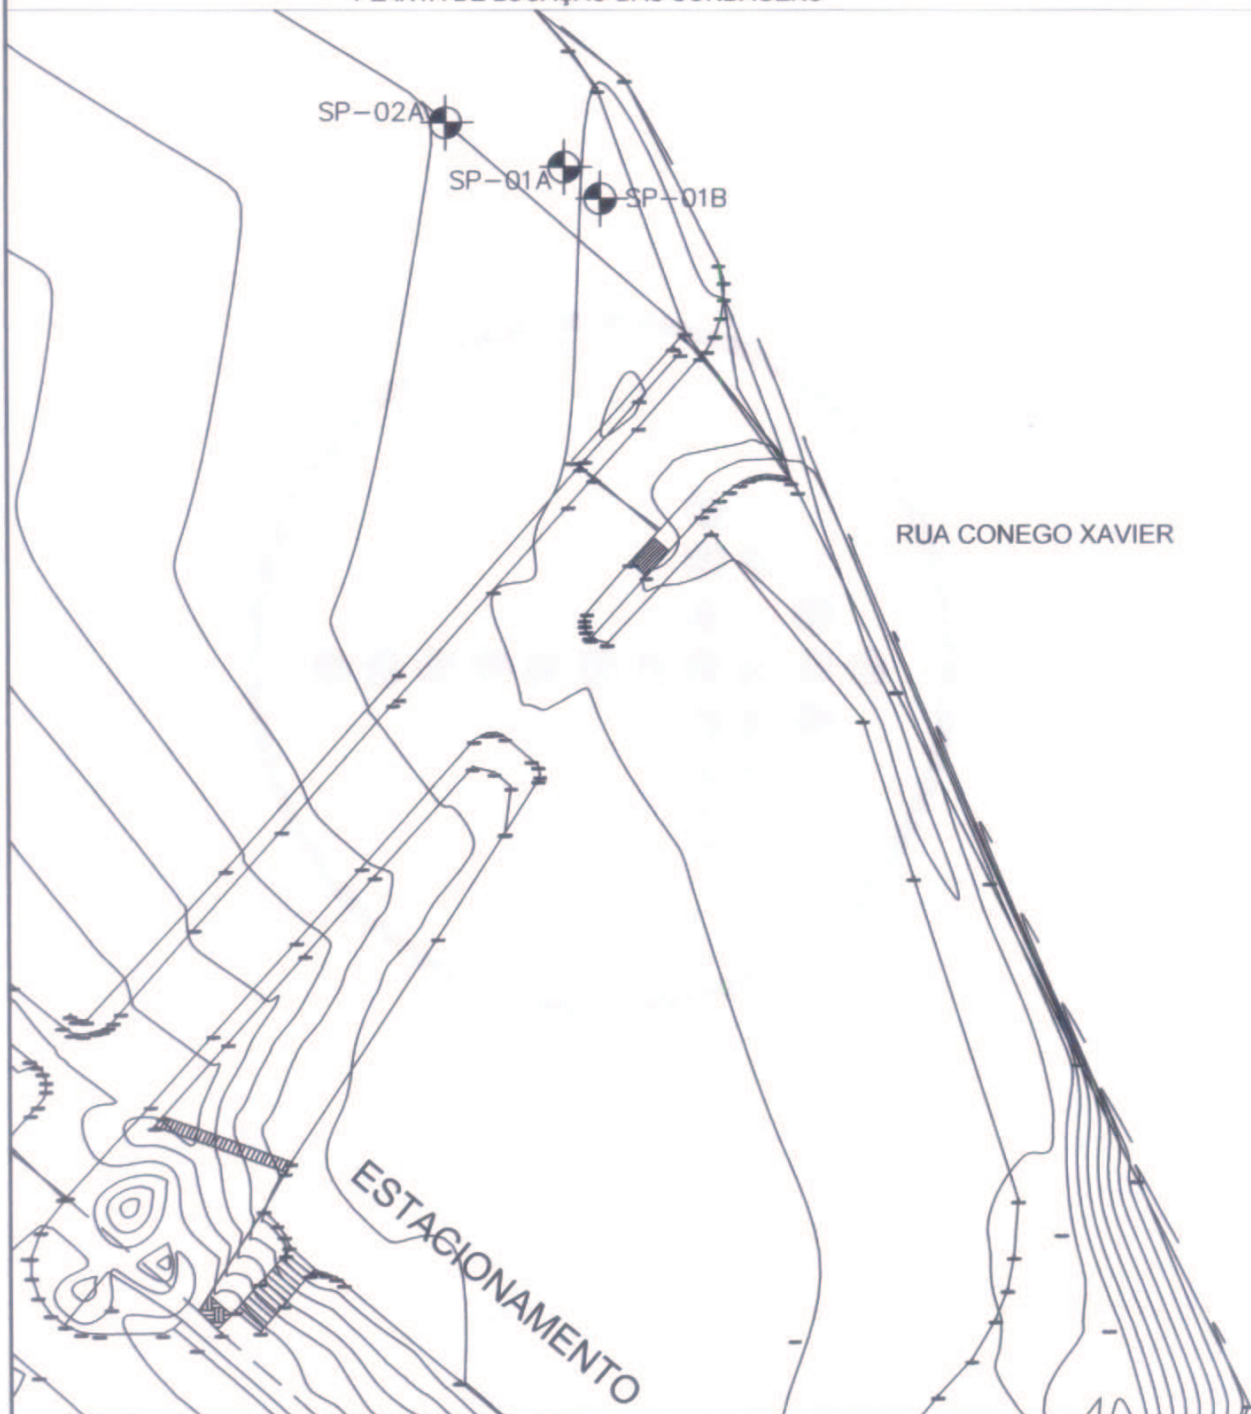 SP-02A
SP-01A
SP-01B
RUA CONEGO XAVIER
ESTACIONAMENTO